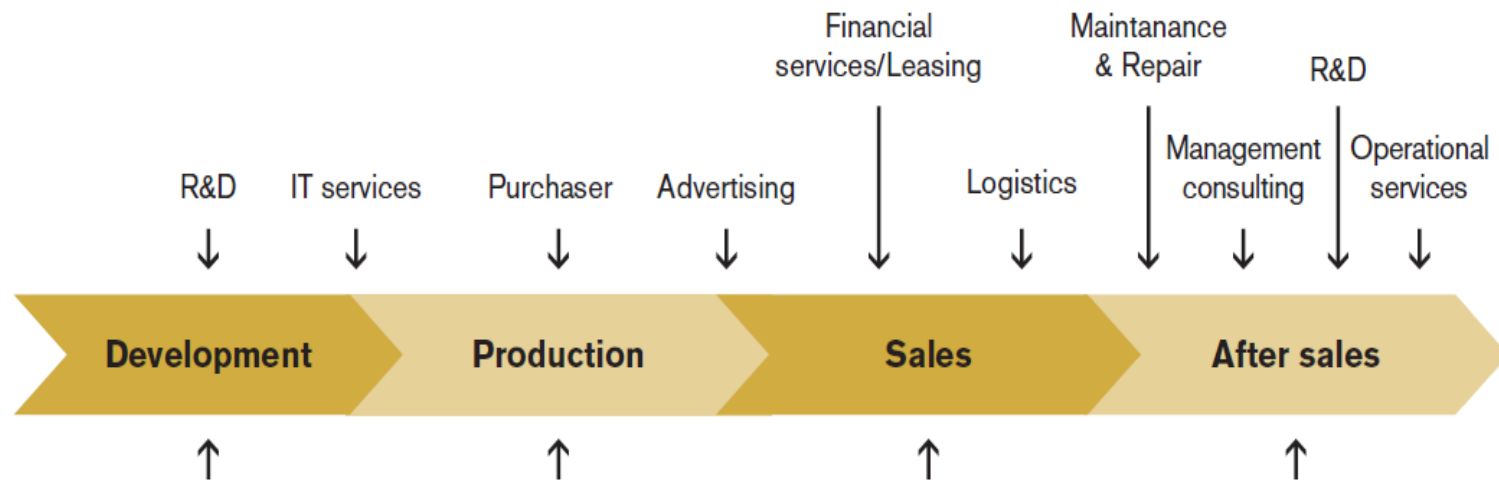 Financial
services/Leasing
Maintanance
& Repair
R&D
R&D
IT services
Purchaser
Advertising
Logistics
Management
consulting
Operational
services
Development
Production
Sales
After sales